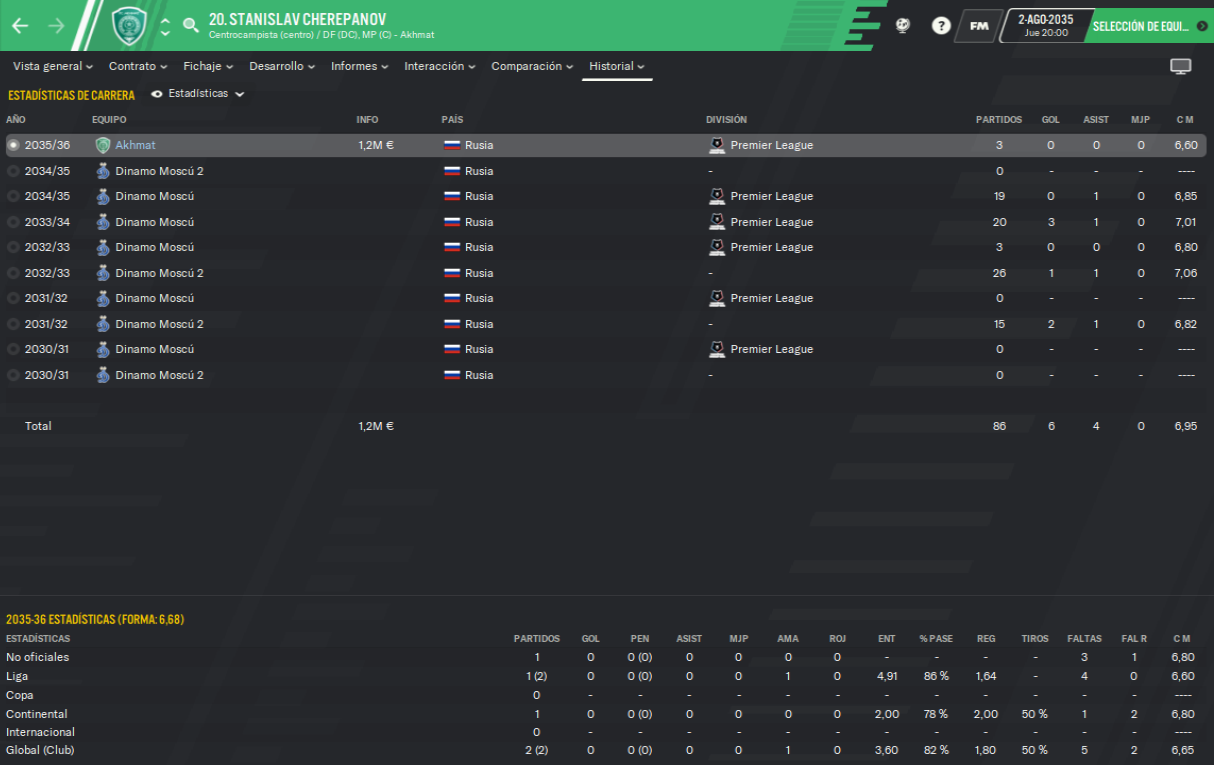 20. STANISLAV CHEREPANOV
Centrocampista (centro) / DF (DC), MP (C) - Akhmat
? FM 2-AGO-2035
Jue 20:00
SELECCIÓN DE EQUI...
Vista general Contrato Fichaje Desarrollo Informes Interacción Comparación Historial
ESTADÍSTICAS DE CARRERA Estadísticas
AÑO EQUIPO INFO PAÍS DIVISIÓN PARTIDOS GOL ASIST MJP C M
2035/36 Akhmat 1,2M € Rusia Premier League 3 0 0 0 6,60
2034/35 Dinamo Moscú 2 Rusia - 0 - - - ----
2034/35 Dinamo Moscú Rusia Premier League 19 0 1 0 6,85
2033/34 Dinamo Moscú Rusia Premier League 20 3 1 0 7,01
2032/33 Dinamo Moscú Rusia Premier League 3 0 0 0 6,80
2032/33 Dinamo Moscú 2 Rusia - 26 1 1 0 7,06
2031/32 Dinamo Moscú Rusia Premier League 0 - - - ----
2031/32 Dinamo Moscú 2 Rusia - 15 2 1 0 6,82
2030/31 Dinamo Moscú Rusia Premier League 0 - - - ----
2030/31 Dinamo Moscú 2 Rusia - 0 - - - ----
Total 1,2M € 86 6 4 0 6,95
2035-36 ESTADÍSTICAS (FORMA: 6,68)
ESTADÍSTICAS PARTIDOS GOL PEN ASIST MJP AMA ROJ ENT % PASE REG TIROS FALTAS FAL R C M
No oficiales 1 0 0 (0) 0 0 0 0 - - - - 3 1 6,80
Liga 1 (2) 0 0 (0) 0 0 1 0 4,91 86 % 1,64 - 4 0 6,60
Copa 0 - - - - - - - - - - - - ----
Continental 1 0 0 (0) 0 0 0 0 2,00 78 % 2,00 50 % 1 2 6,80
Internacional 0 - - - - - - - - - - - - ----
Global (Club) 2 (2) 0 0 (0) 0 0 1 0 3,60 82 % 1,80 50 % 5 2 6,65